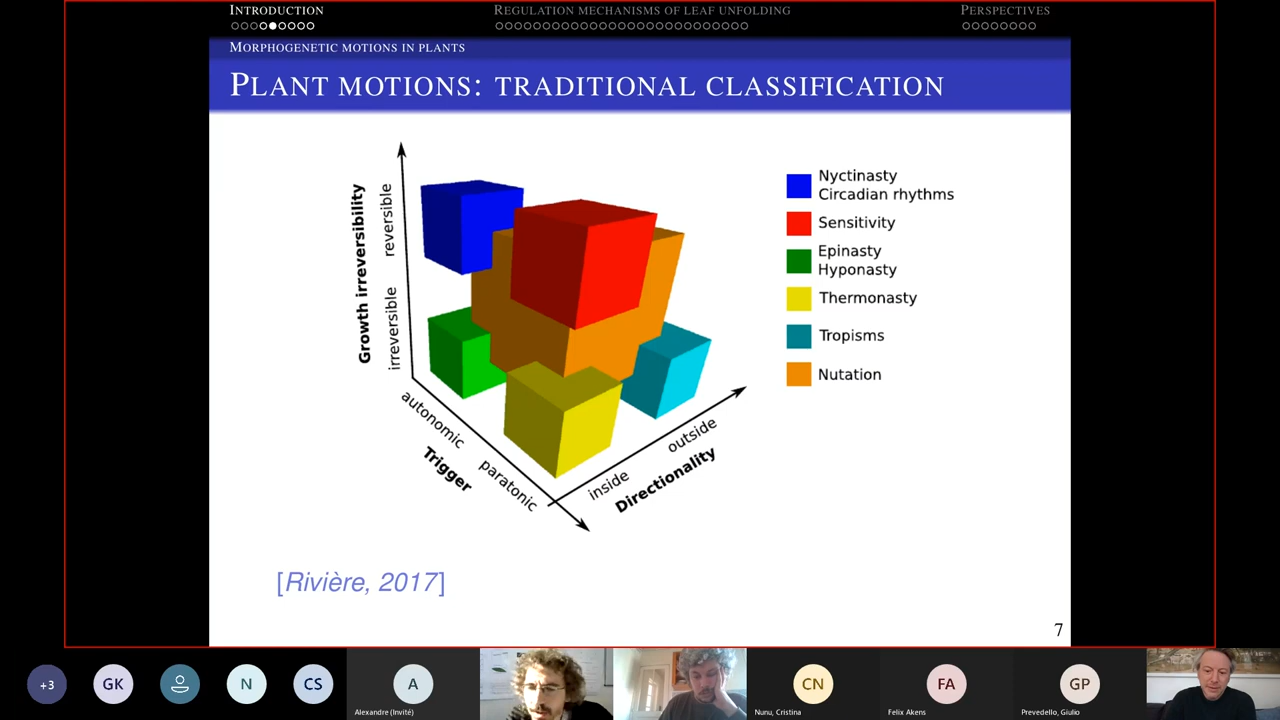 INTRODUCTION
REGULATION MECHANISMS OF LEAF UNFOLDING
PERSPECTIVES
MORPHOGENETIC MOTIONS IN PLANTS
PLANT MOTIONS: TRADITIONAL CLASSIFICATION
Growth irreversibility
reversible
irreversible
autonomic
paratonic
Trigger
inside
outside
Directionality
Nyctinasty
Circadian rhythms
Sensitivity
Epinasty
Hyponasty
Thermonasty
Tropisms
Nutation
[Rivière, 2017]
7
+3
GK
N
CS
A
Alexandre (Invité)
CN
Nunu, Cristina
FA
Felix Akens
GP
Prevedello, Giulio